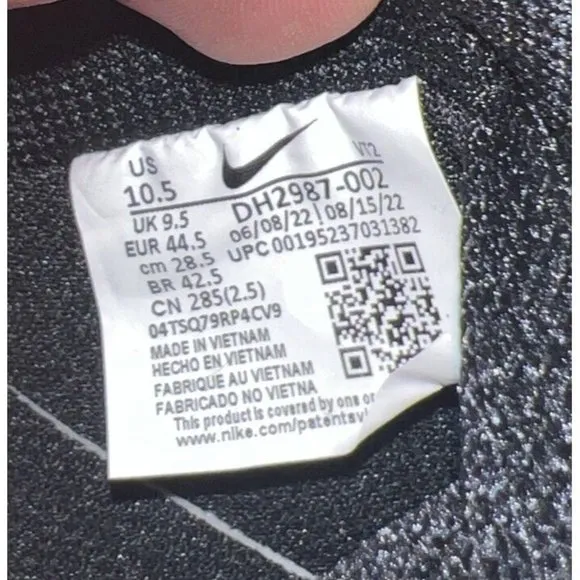 US
10.5
VT2
UK 9.5
DH2987-002
EUR 44.5
06/08/22 | 08/15/22
cm 28.5
UPC 00195237031382
BR 42.5
CN 285(2.5)
04TSQ79RP4CV9
MADE IN VIETNAM
HECHO EN VIETNAM
FABRIQUE AU VIETNAM
FABRICADO NO VIETNA
This product is covered by one or
www.nike.com/patents